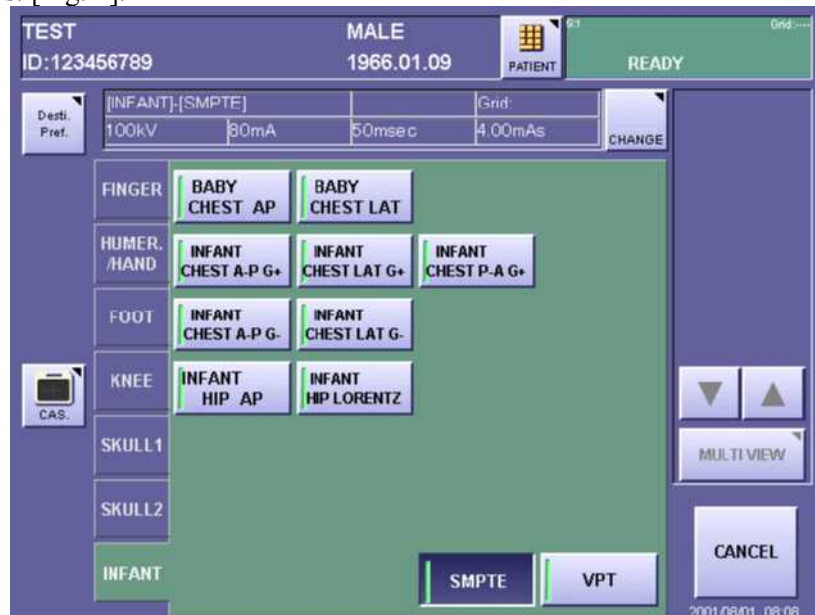 TEST
MALE
ID:123456789
1966.01.09
PATIENT
READY
Grid:----
Desti.
Pref.
[INFANT]-[SMPTE]
Grid:
100kV
80mA
50msec
4.00mAs
CHANGE
FINGER
BABY
CHEST AP
BABY
CHEST LAT
HUMER.
/HAND
INFANT
CHEST A-P G+
INFANT
CHEST LAT G+
INFANT
CHEST P-A G+
FOOT
INFANT
CHEST A-P G-
INFANT
CHEST LAT G-
KNEE
INFANT
HIP AP
INFANT
HIP LORENTZ
CAS.
SKULL1
MULTI VIEW
SKULL2
INFANT
SMPTE
VPT
CANCEL
2001/08/01 08:08